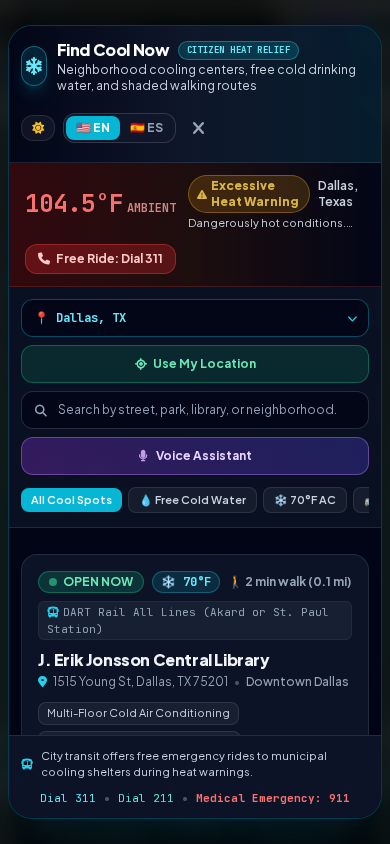 Find Cool Now CITIZEN HEAT RELIEF
Neighborhood cooling centers, free cold drinking
water, and shaded walking routes
🇺🇸 EN 🇪🇸 ES
104.5°F AMBIENT
Excessive
Heat Warning
Dallas,
Texas
Dangerously hot conditions....
Free Ride: Dial 311
📍 Dallas, TX
Use My Location
Search by street, park, library, or neighborhood.
Voice Assistant
All Cool Spots 💧 Free Cold Water ❄️ 70°F AC
OPEN NOW ❄️ 70°F 🚶 2 min walk (0.1 mi)
DART Rail All Lines (Akard or St. Paul
Station)
J. Erik Jonsson Central Library
1515 Young St, Dallas, TX 75201 • Downtown Dallas
Multi-Floor Cold Air Conditioning
City transit offers free emergency rides to municipal
cooling shelters during heat warnings.
Dial 311 • Dial 211 • Medical Emergency: 911